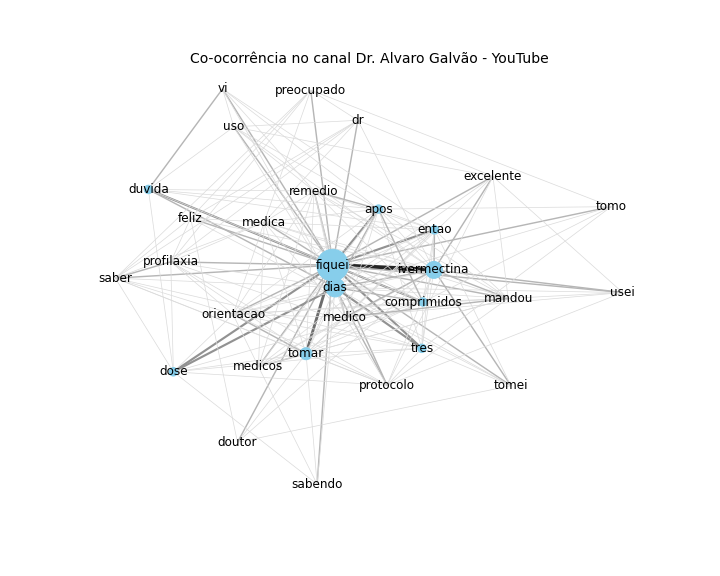 Co-ocorrência no canal Dr. Alvaro Galvão - YouTube
vi
preocupado
dr
uso
excelente
duvida
remedio
tomo
apos
feliz
medica
entao
profilaxia
fiquei
ivermectina
saber
dias
usei
mandou
comprimidos
orientacao
medico
tomar
tres
medicos
dose
protocolo
tomei
doutor
sabendo